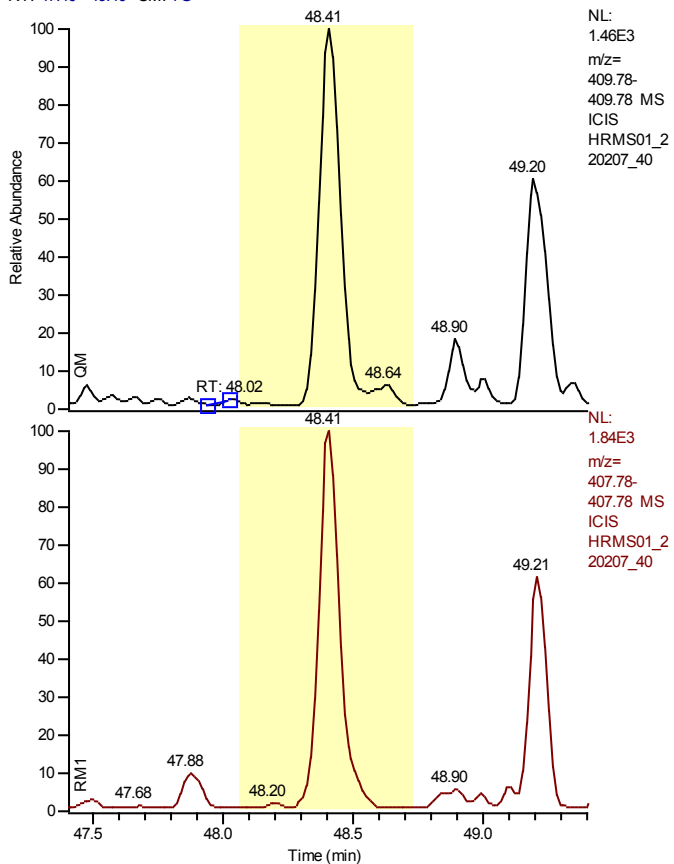 48.41
NL:
1.46E3
m/z=
409.78-
409.78 MS
ICIS
HRMS01_2
20207_40
100
90
80
70
60
50
40
30
20
10
0
Relative Abundance
49.20
48.90
48.64
QM
RT: 48.02
48.41
NL:
1.84E3
m/z=
407.78-
407.78 MS
ICIS
HRMS01_2
20207_40
100
90
80
70
60
50
40
30
20
10
0
49.21
47.88
48.90
48.20
47.68
RM1
47.5 48.0 48.5 49.0
Time (min)